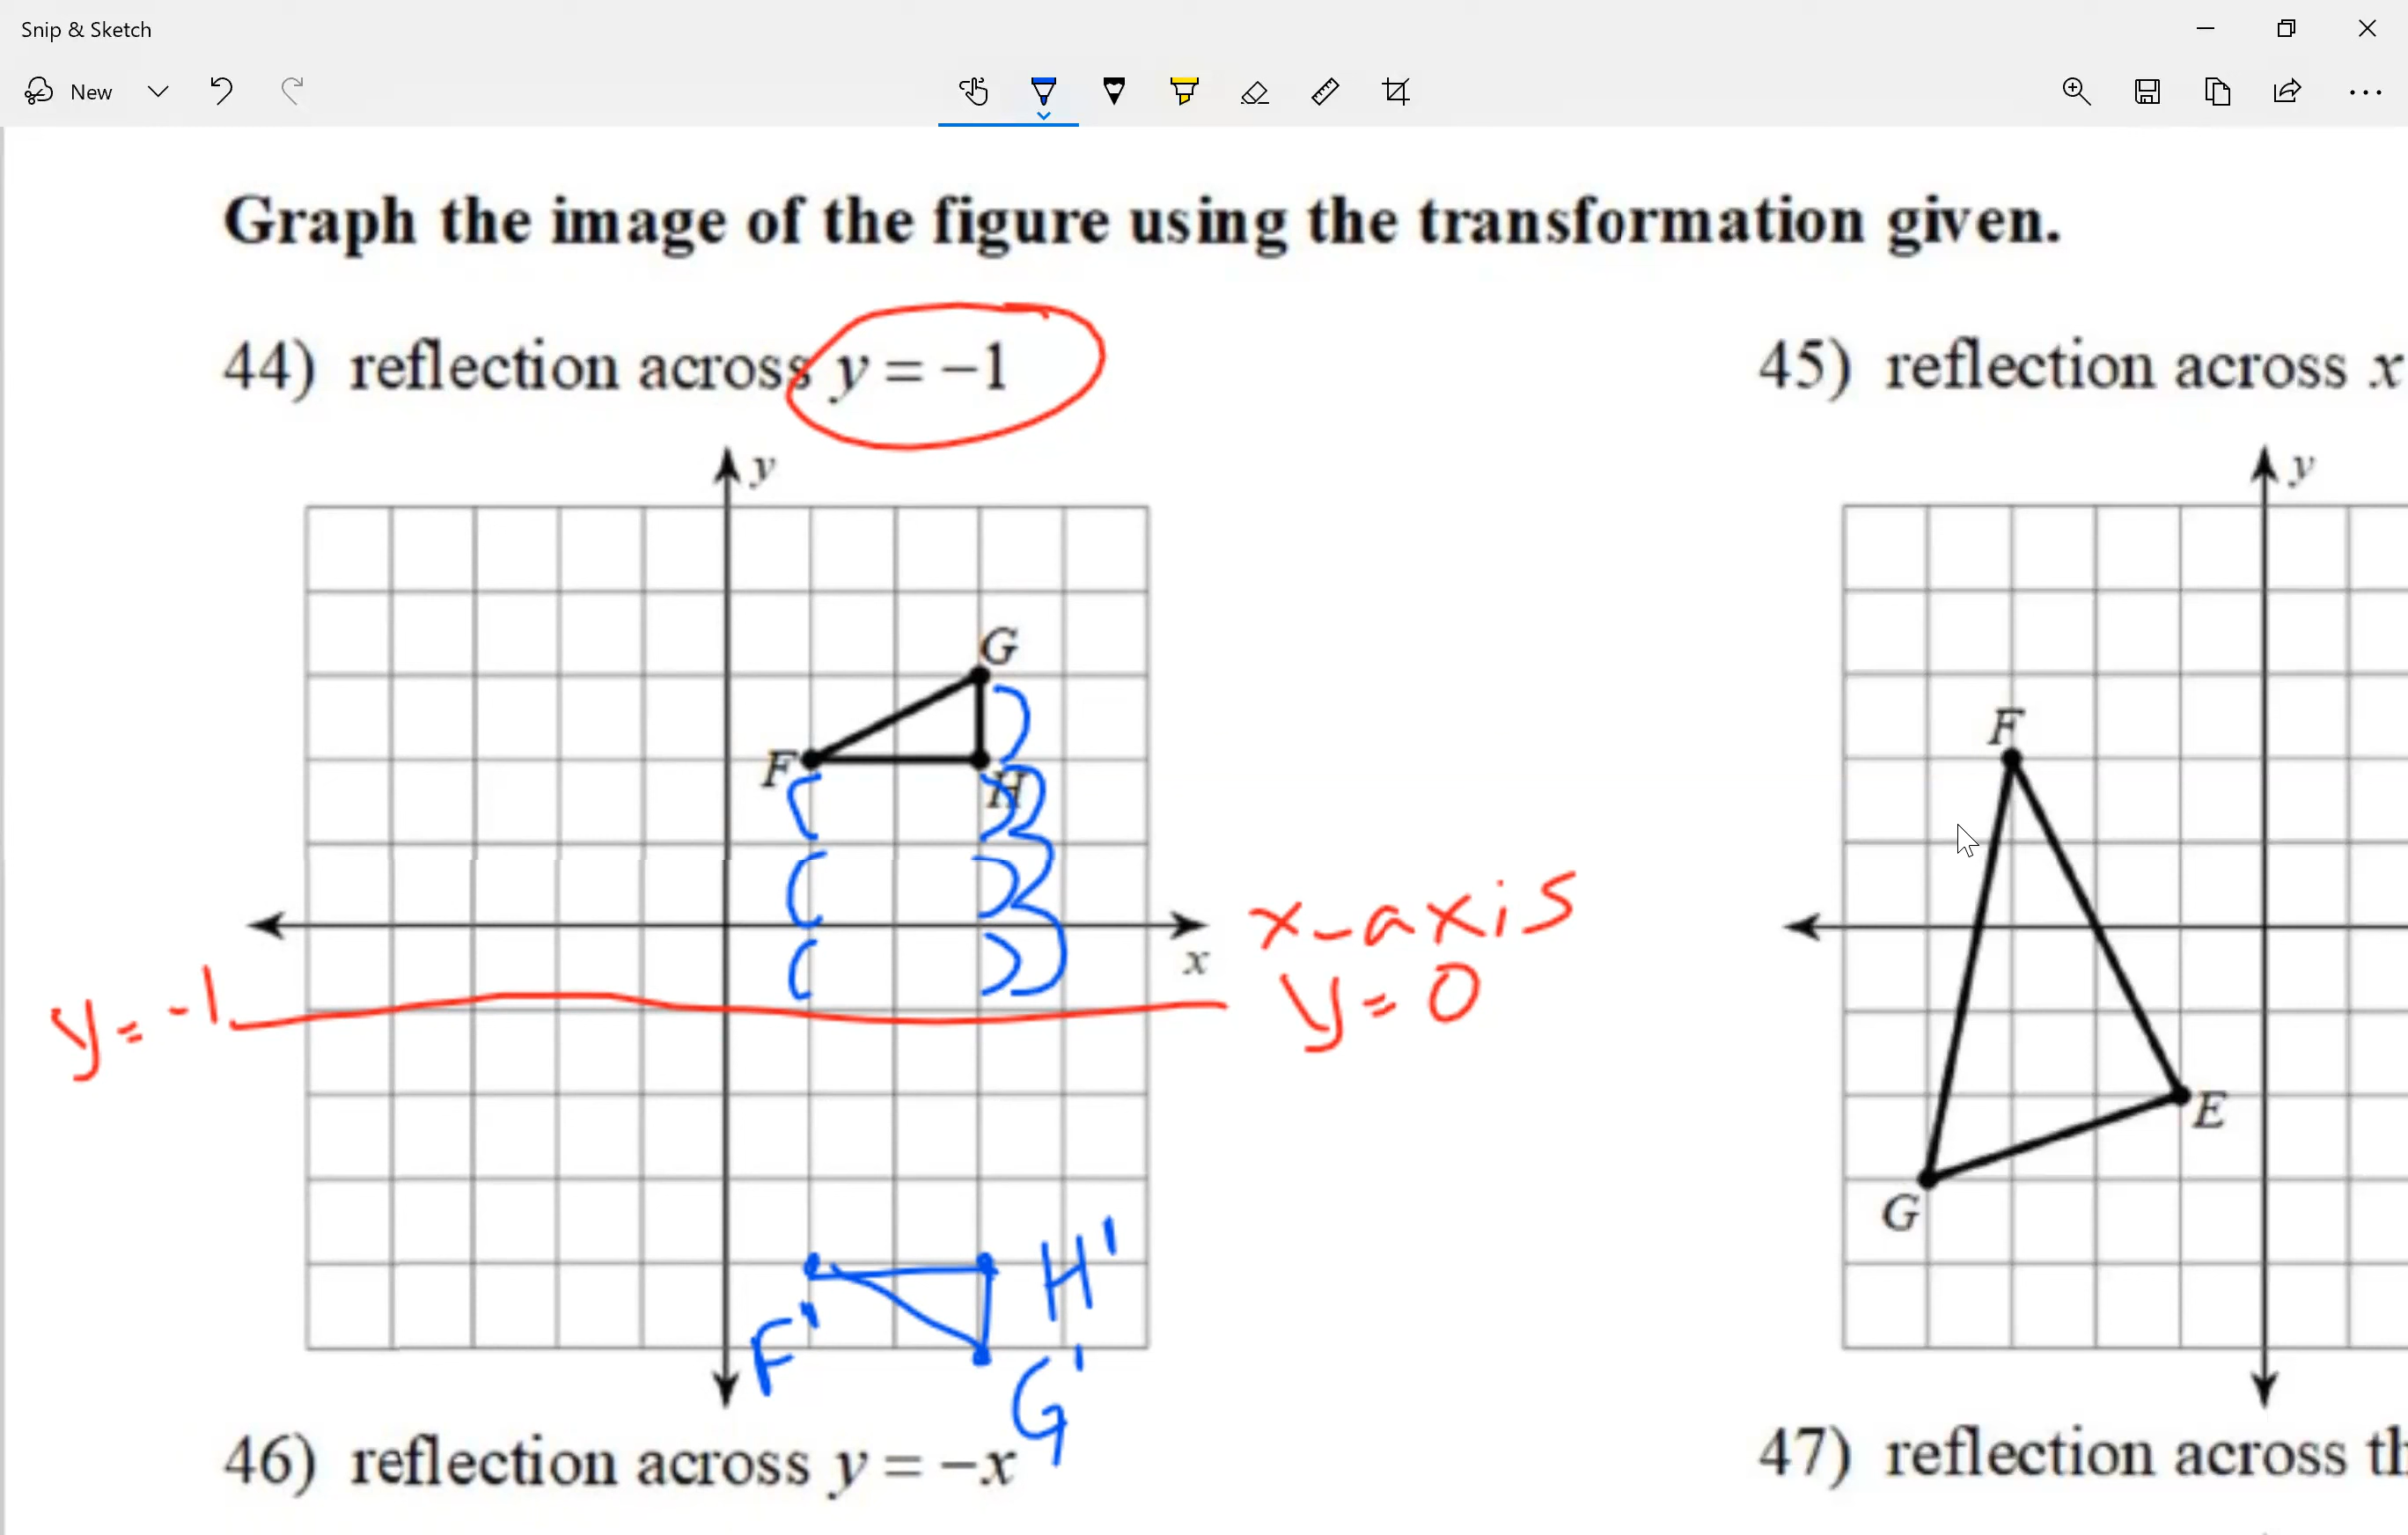 Snip & Sketch
New
Graph the image of the figure using the transformation given.
44) reflection across y = −1
45) reflection across x
y
y
G
F
H
F
x-axis
x
y = 0
y = -1
E
G
H'
F'
G'
46) reflection across y = −x
47) reflection across th